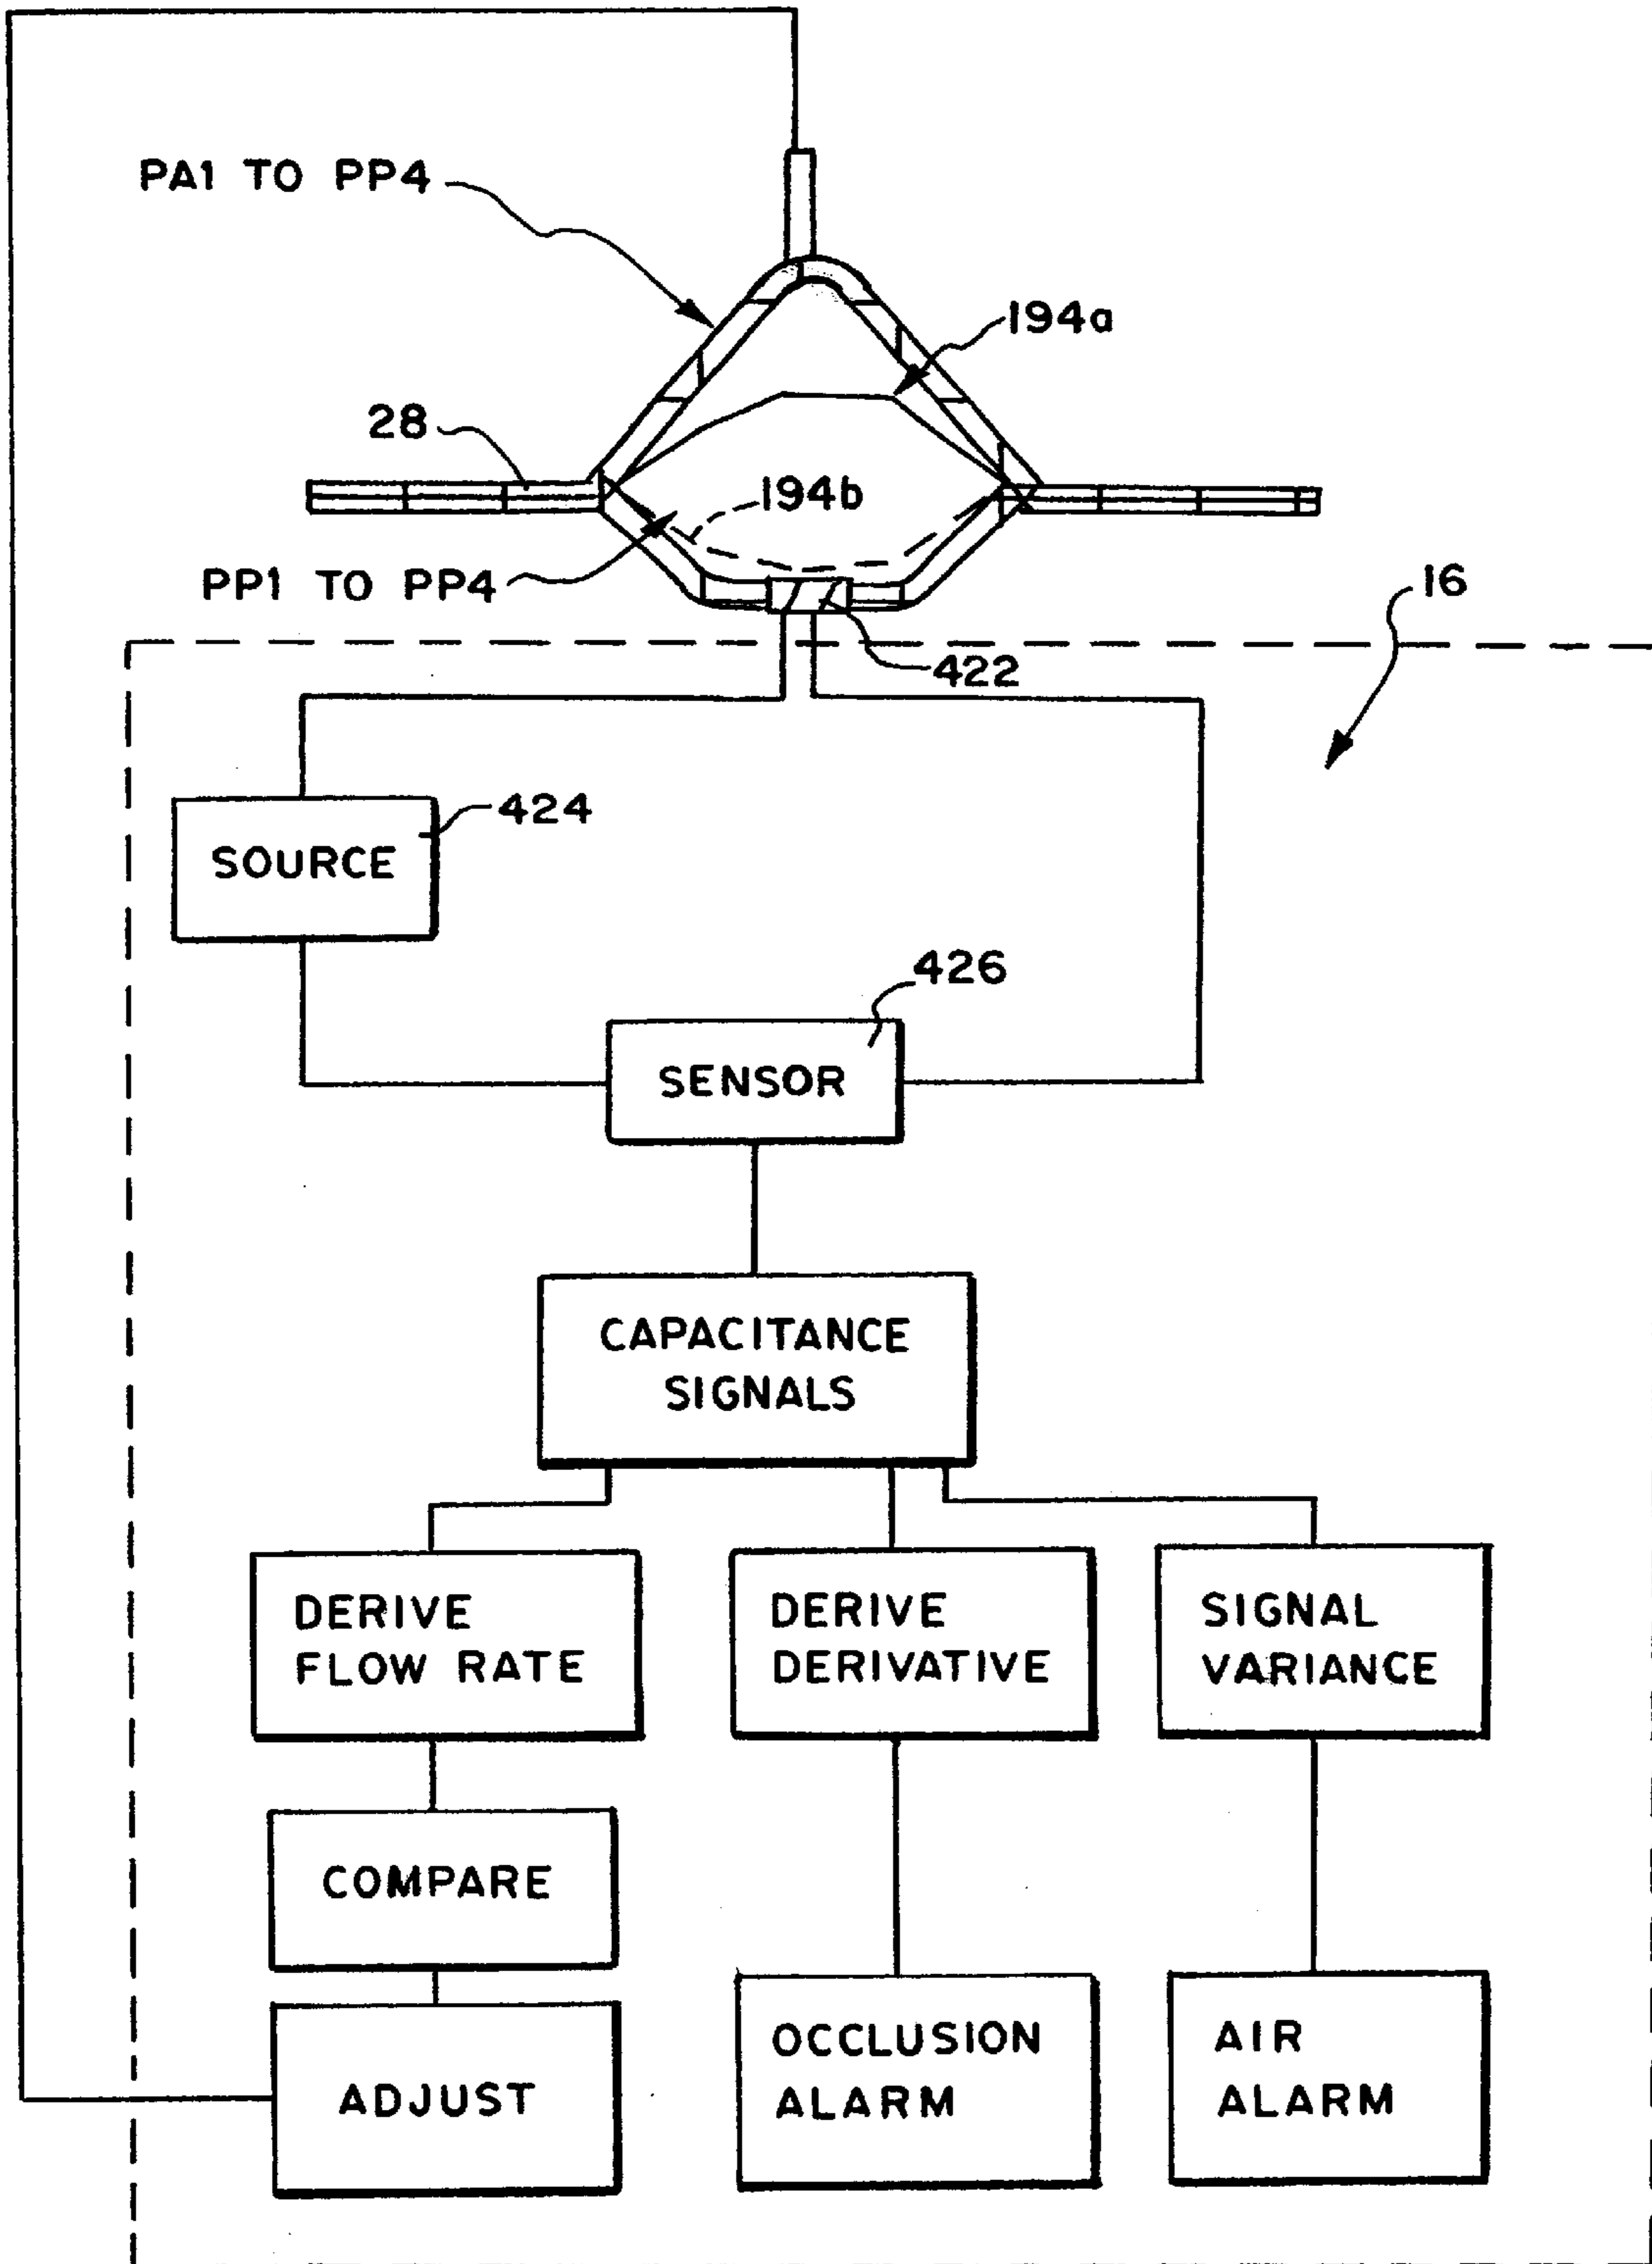 PA1 TO PP4
194a
28
194b
PP1 TO PP4
16
422
424
SOURCE
426
SENSOR
CAPACITANCE
SIGNALS
DERIVE
FLOW RATE
DERIVE
DERIVATIVE
SIGNAL
VARIANCE
COMPARE
ADJUST
OCCLUSION
ALARM
AIR
ALARM